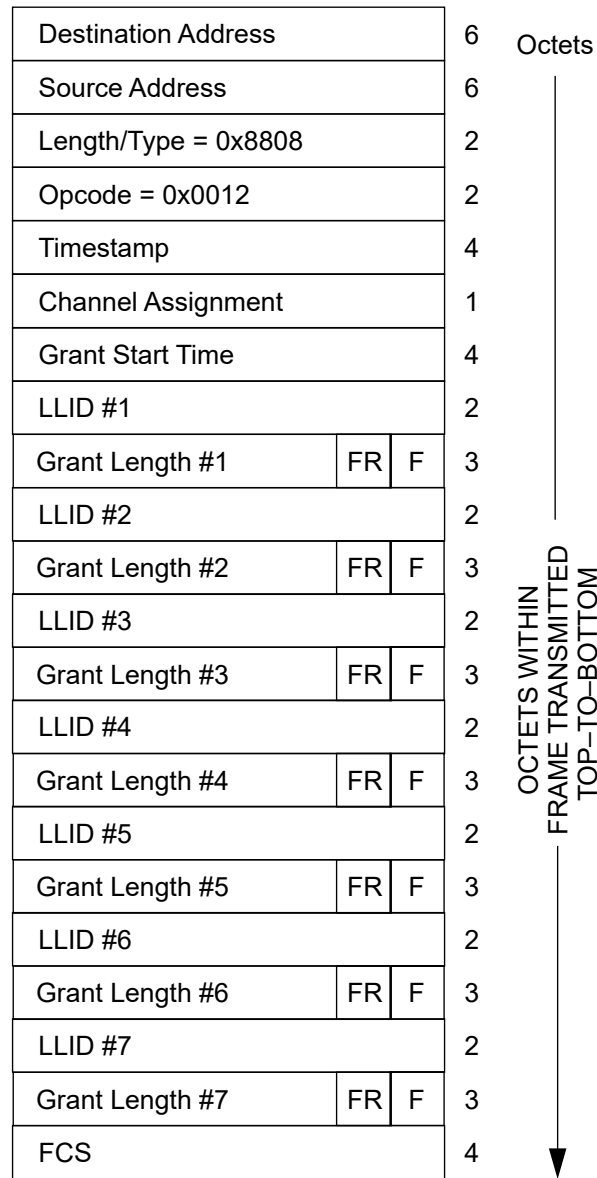 Destination Address 6 Octets
Source Address 6
Length/Type = 0x8808 2
Opcode = 0x0012 2
Timestamp 4
Channel Assignment 1
Grant Start Time 4
LLID #1 2
Grant Length #1 FR F 3
LLID #2 2
Grant Length #2 FR F 3
LLID #3 2
Grant Length #3 FR F 3
LLID #4 2
Grant Length #4 FR F 3
LLID #5 2
Grant Length #5 FR F 3
LLID #6 2
Grant Length #6 FR F 3
LLID #7 2
Grant Length #7 FR F 3
FCS 4
OCTETS WITHIN
FRAME TRANSMITTED
TOP–TO–BOTTOM